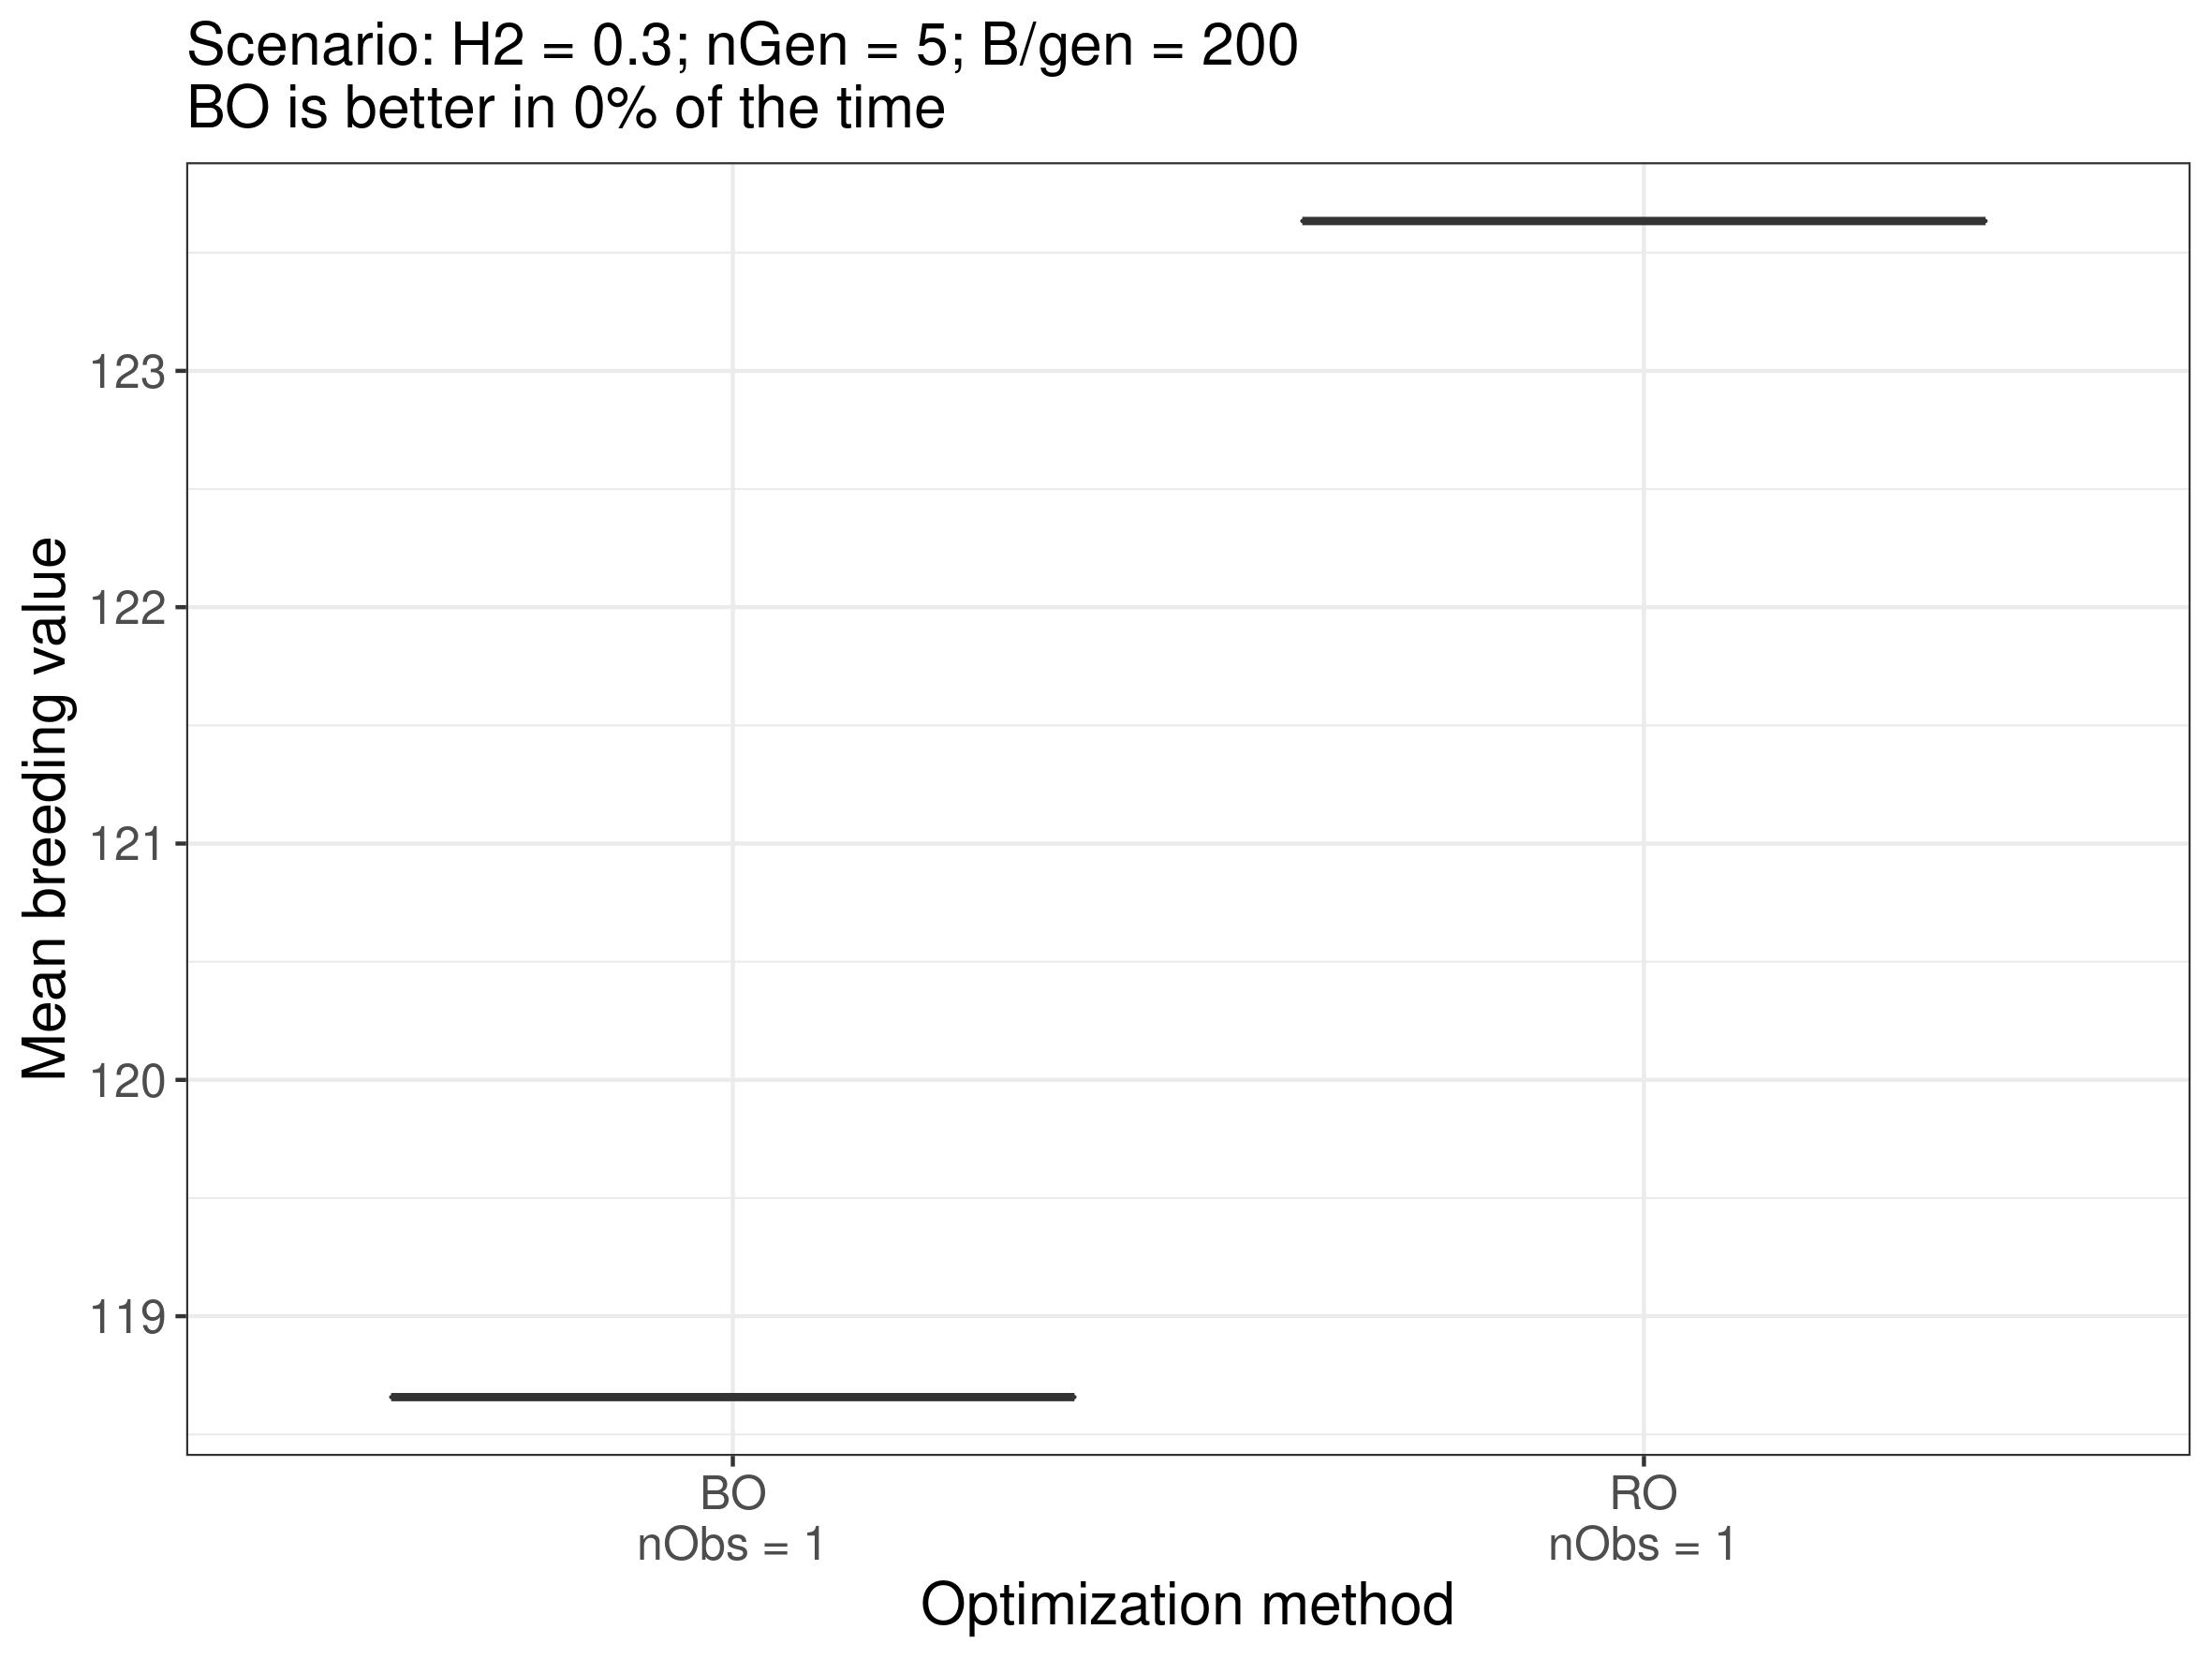 Scenario: H2 = 0.3; nGen = 5; B/gen = 200
BO is better in 0% of the time
Mean breeding value
123
122
121
120
119
BO
nObs = 1
RO
nObs = 1
Optimization method